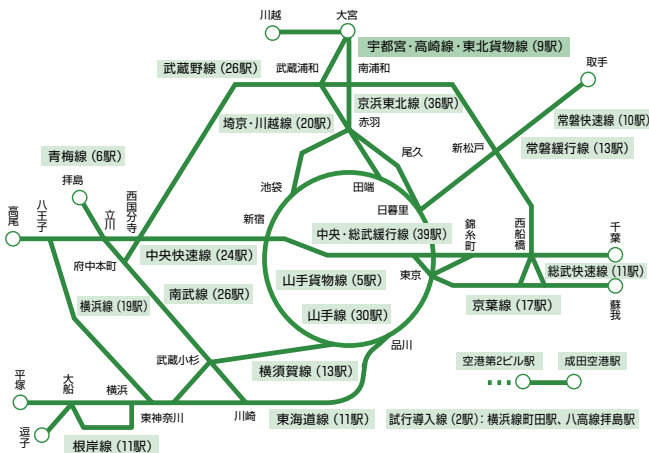 川越
大宮
宇都宮・高崎線・東北貨物線(9駅)
武蔵野線(26駅)
武蔵浦和
南浦和
取手
京浜東北線(36駅)
埼京・川越線(20駅)
赤羽
常磐快速線(10駅)
尾久
新松戸
常磐緩行線(13駅)
青梅線(6駅)
拝島
池袋
田端
日暮里
高尾
八王子
立川
西国分寺
新宿
中央・総武緩行線(39駅)
錦糸町
西船橋
千葉
府中本町
中央快速線(24駅)
東京
総武快速線(11駅)
山手貨物線(5駅)
南武線(26駅)
京葉線(17駅)
横浜線(19駅)
蘇我
山手線(30駅)
品川
武蔵小杉
横須賀線(13駅)
空港第2ビル駅
成田空港駅
平塚
大船
横浜
東神奈川
川崎
東海道線(11駅)
試行導入線(2駅):横浜線町田駅、八高線拝島駅
逗子
根岸線(11駅)